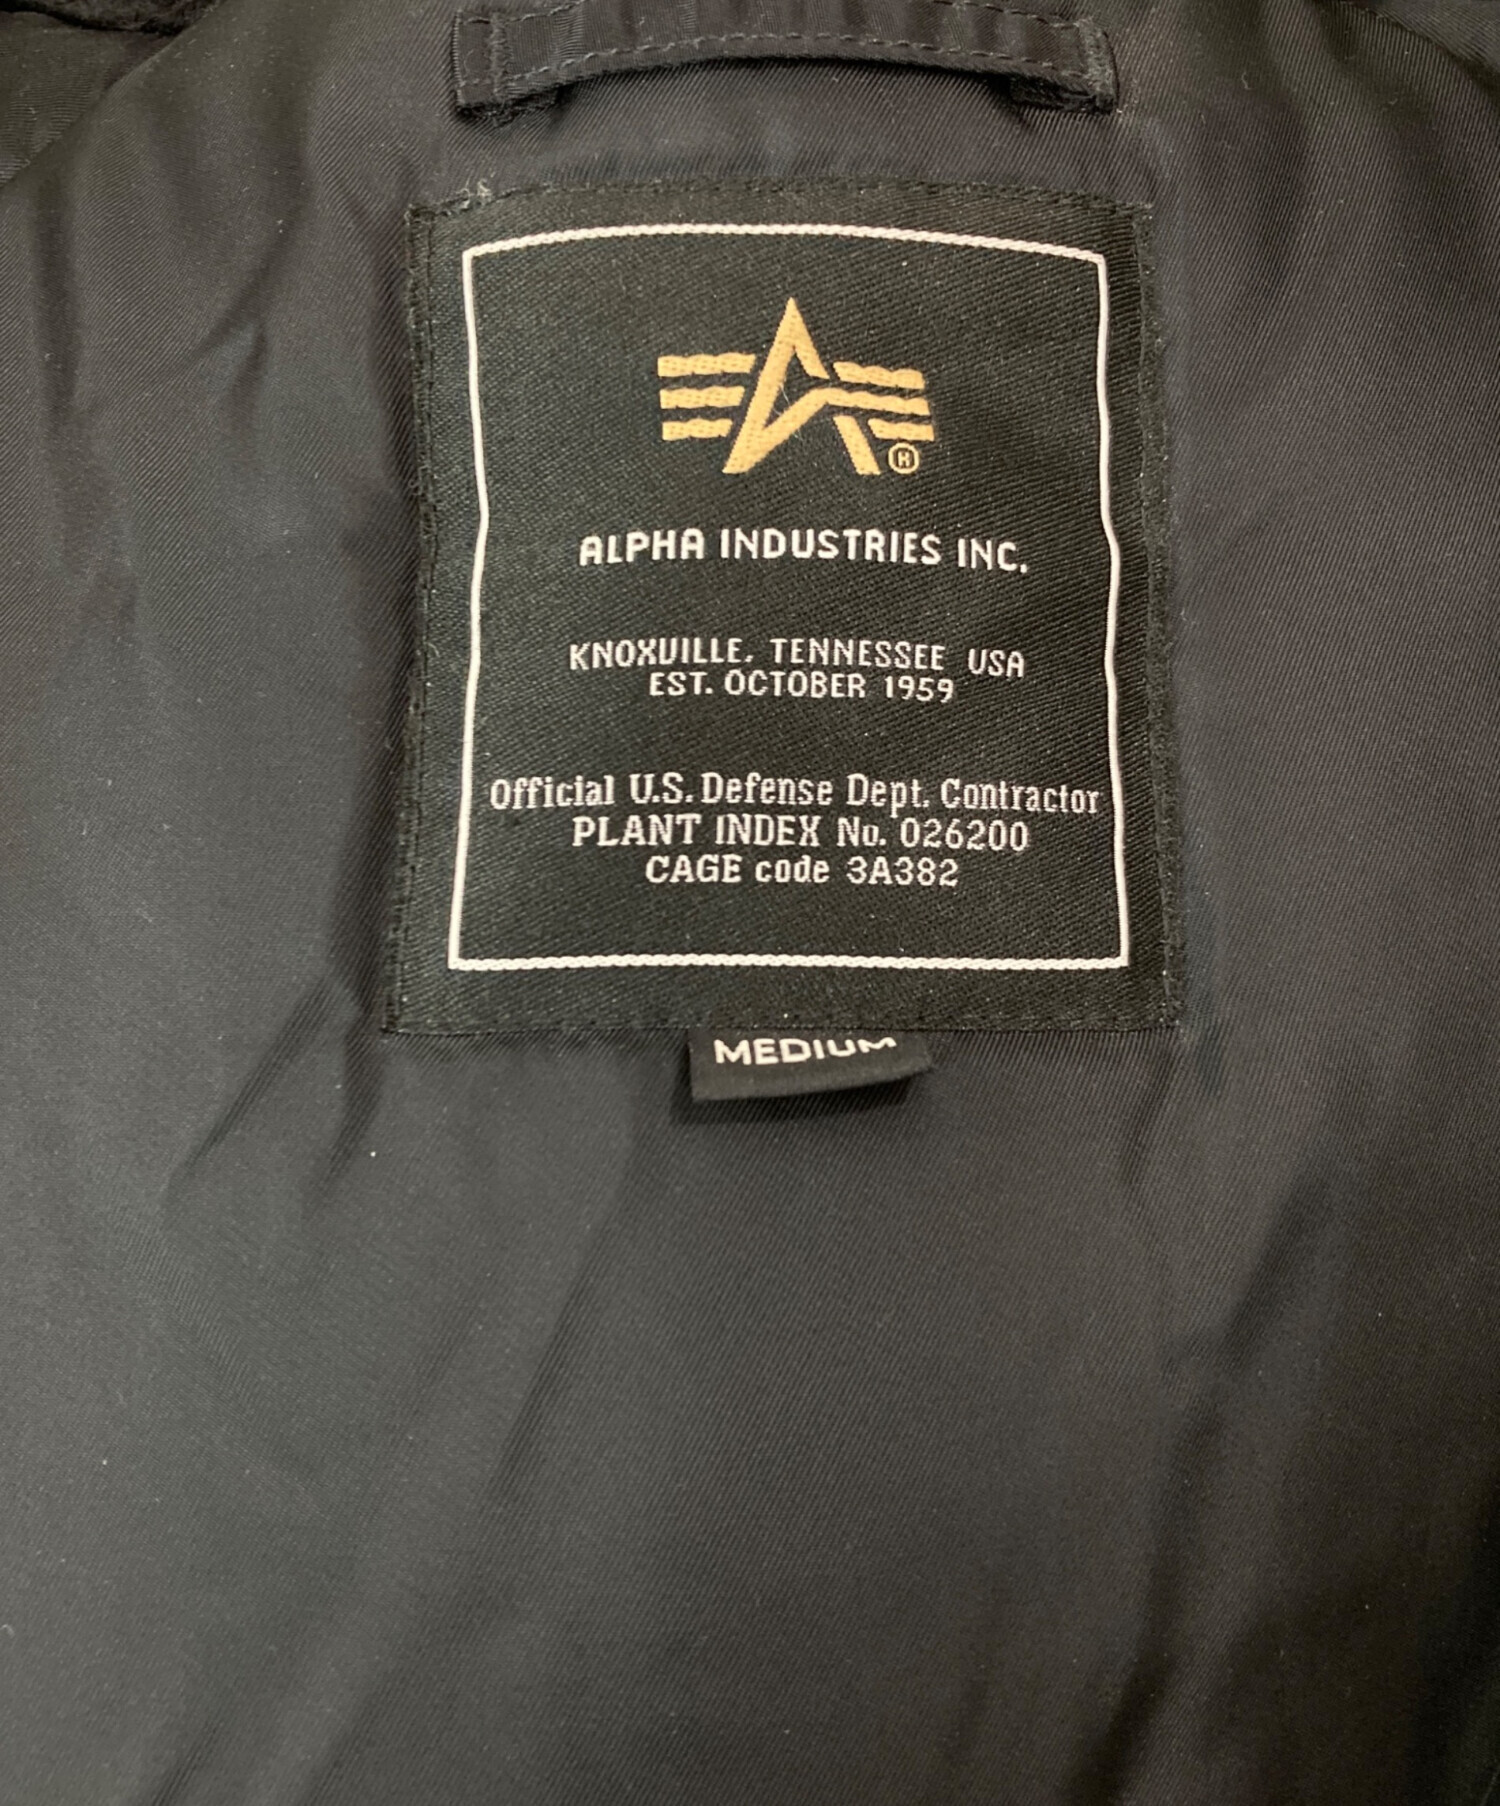 ALPHA INDUSTRIES INC.
KNOXVILLE, TENNESSEE USA
EST. OCTOBER 1959
Official U.S. Defense Dept. Contractor
PLANT INDEX No. 026200
CAGE code 3A382
MEDIUM